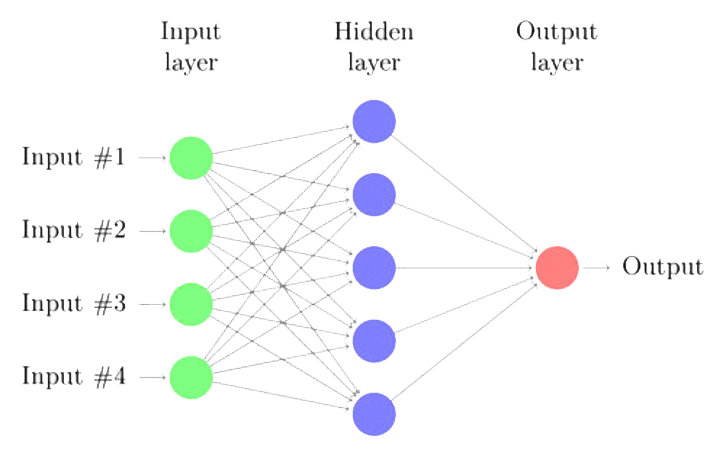 Input
layer
Hidden
layer
Output
layer
Input #1
Input #2
Input #3
Input #4
Output